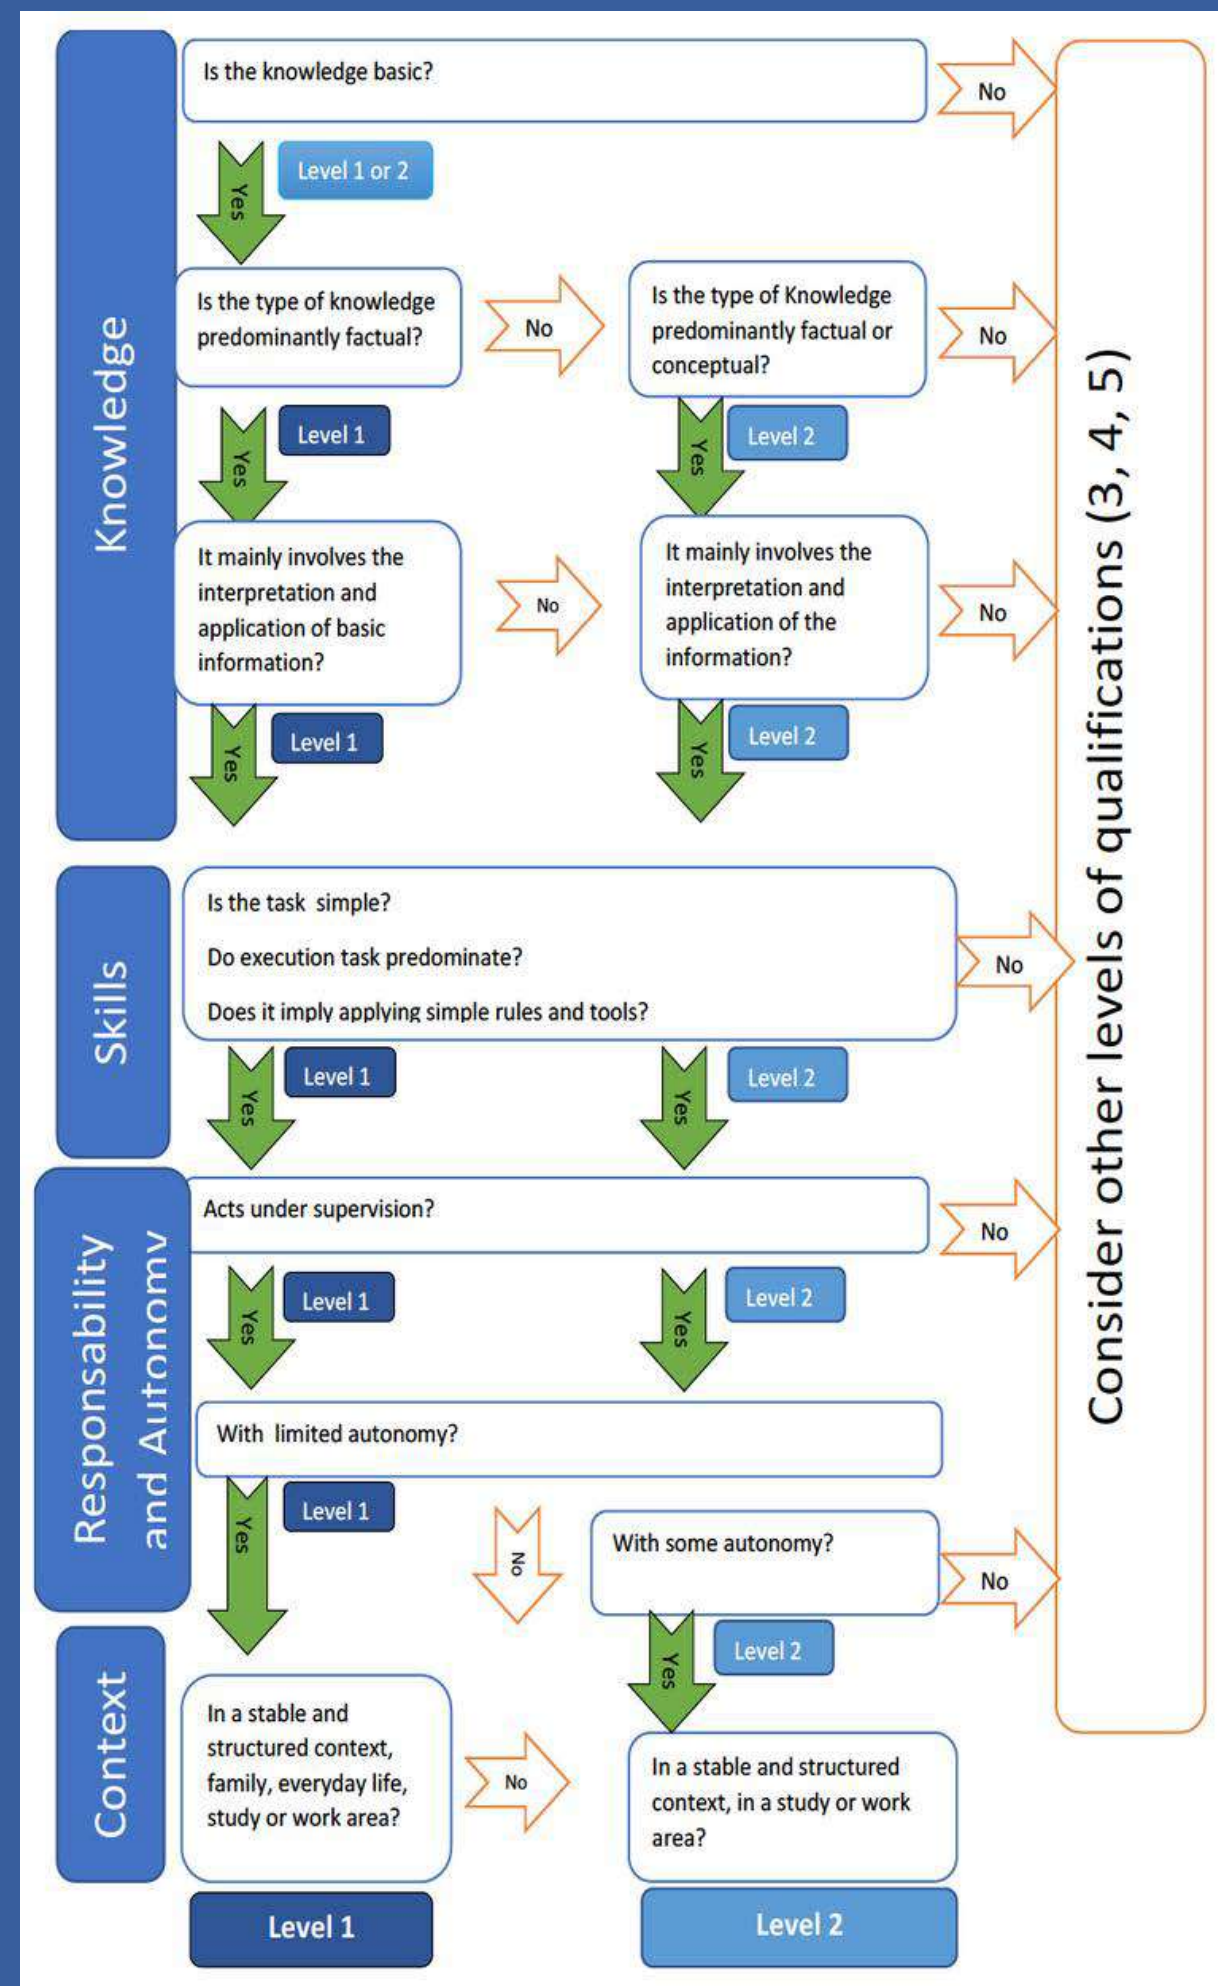 Knowledge
Is the knowledge basic?
No
Yes
Level 1 or 2
Is the type of knowledge
predominantly factual?
No
Is the type of Knowledge
predominantly factual or
conceptual?
No
Yes
Level 1
Yes
Level 2
It mainly involves the
interpretation and
application of basic
information?
No
It mainly involves the
interpretation and
application of the
information?
No
Yes
Level 1
Yes
Level 2
Skills
Is the task simple?
Do execution task predominate?
Does it imply applying simple rules and tools?
No
Yes
Level 1
Yes
Level 2
Responsability
and Autonomy
Acts under supervision?
No
Yes
Level 1
Yes
Level 2
With limited autonomy?
Yes
Level 1
No
With some autonomy?
No
Yes
Level 2
Context
In a stable and
structured context,
family, everyday life,
study or work area?
No
In a stable and structured
context, in a study or work
area?
Level 1
Level 2
Consider other levels of qualifications (3, 4, 5)